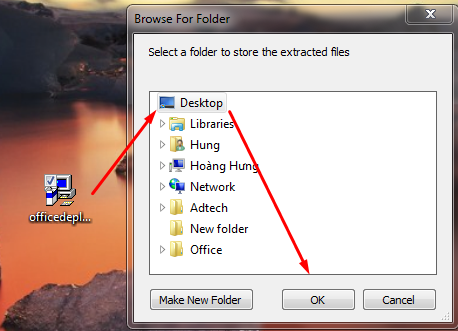 Browse For Folder
Select a folder to store the extracted files
Desktop
Libraries
Hung
Hoàng Hung
Network
Adtech
New folder
Office
officedepl...
Make New Folder
OK
Cancel